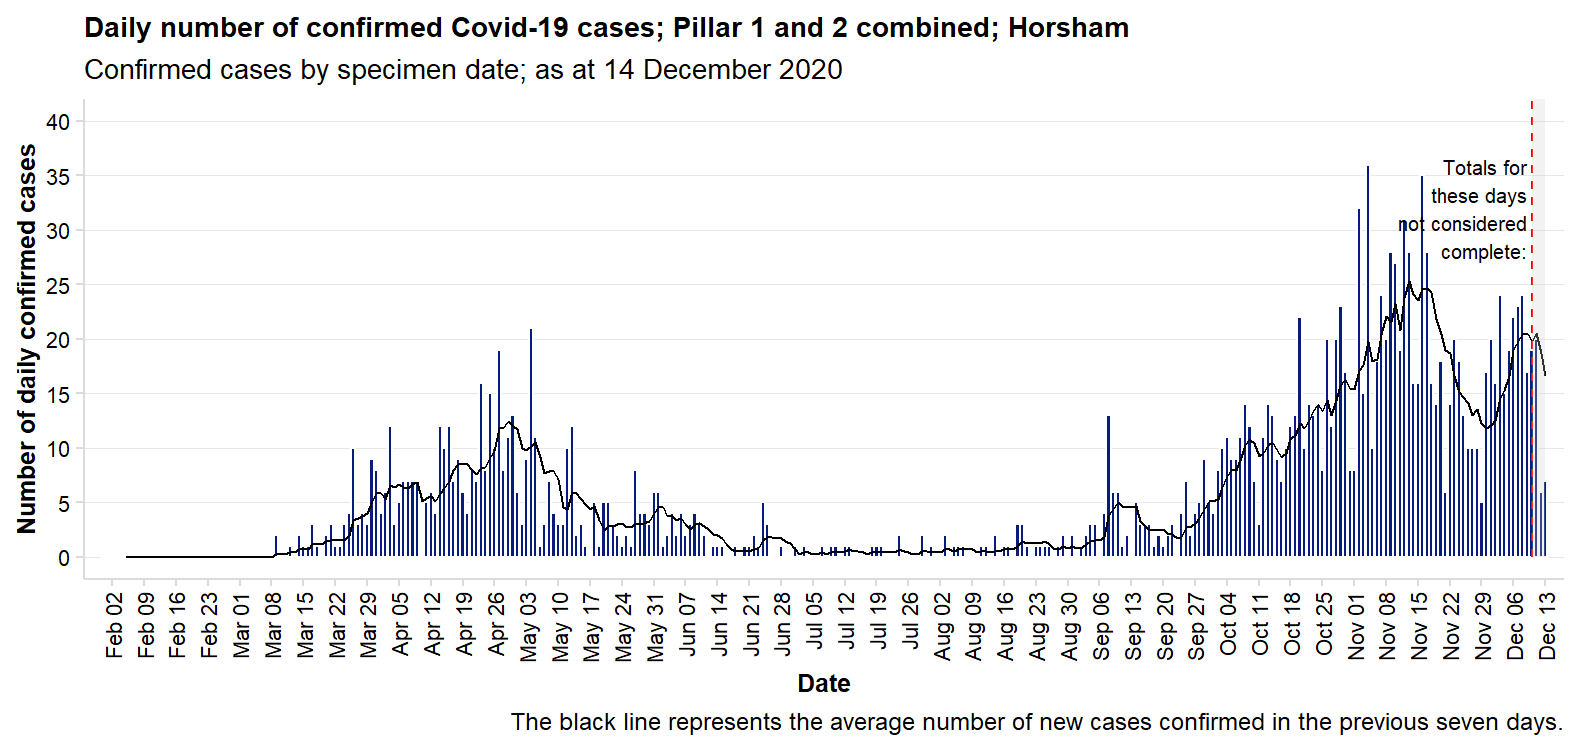 Daily number of confirmed Covid-19 cases; Pillar 1 and 2 combined; Horsham
Confirmed cases by specimen date; as at 14 December 2020
Number of daily confirmed cases
40
35
30
25
20
15
10
5
0
Totals for
these days
not considered
complete:
Feb 02
Feb 09
Feb 16
Feb 23
Mar 01
Mar 08
Mar 15
Mar 22
Mar 29
Apr 05
Apr 12
Apr 19
Apr 26
May 03
May 10
May 17
May 24
May 31
Jun 07
Jun 14
Jun 21
Jun 28
Jul 05
Jul 12
Jul 19
Jul 26
Aug 02
Aug 09
Aug 16
Aug 23
Aug 30
Sep 06
Sep 13
Sep 20
Sep 27
Oct 04
Oct 11
Oct 18
Oct 25
Nov 01
Nov 08
Nov 15
Nov 22
Nov 29
Dec 06
Dec 13
Date
The black line represents the average number of new cases confirmed in the previous seven days.